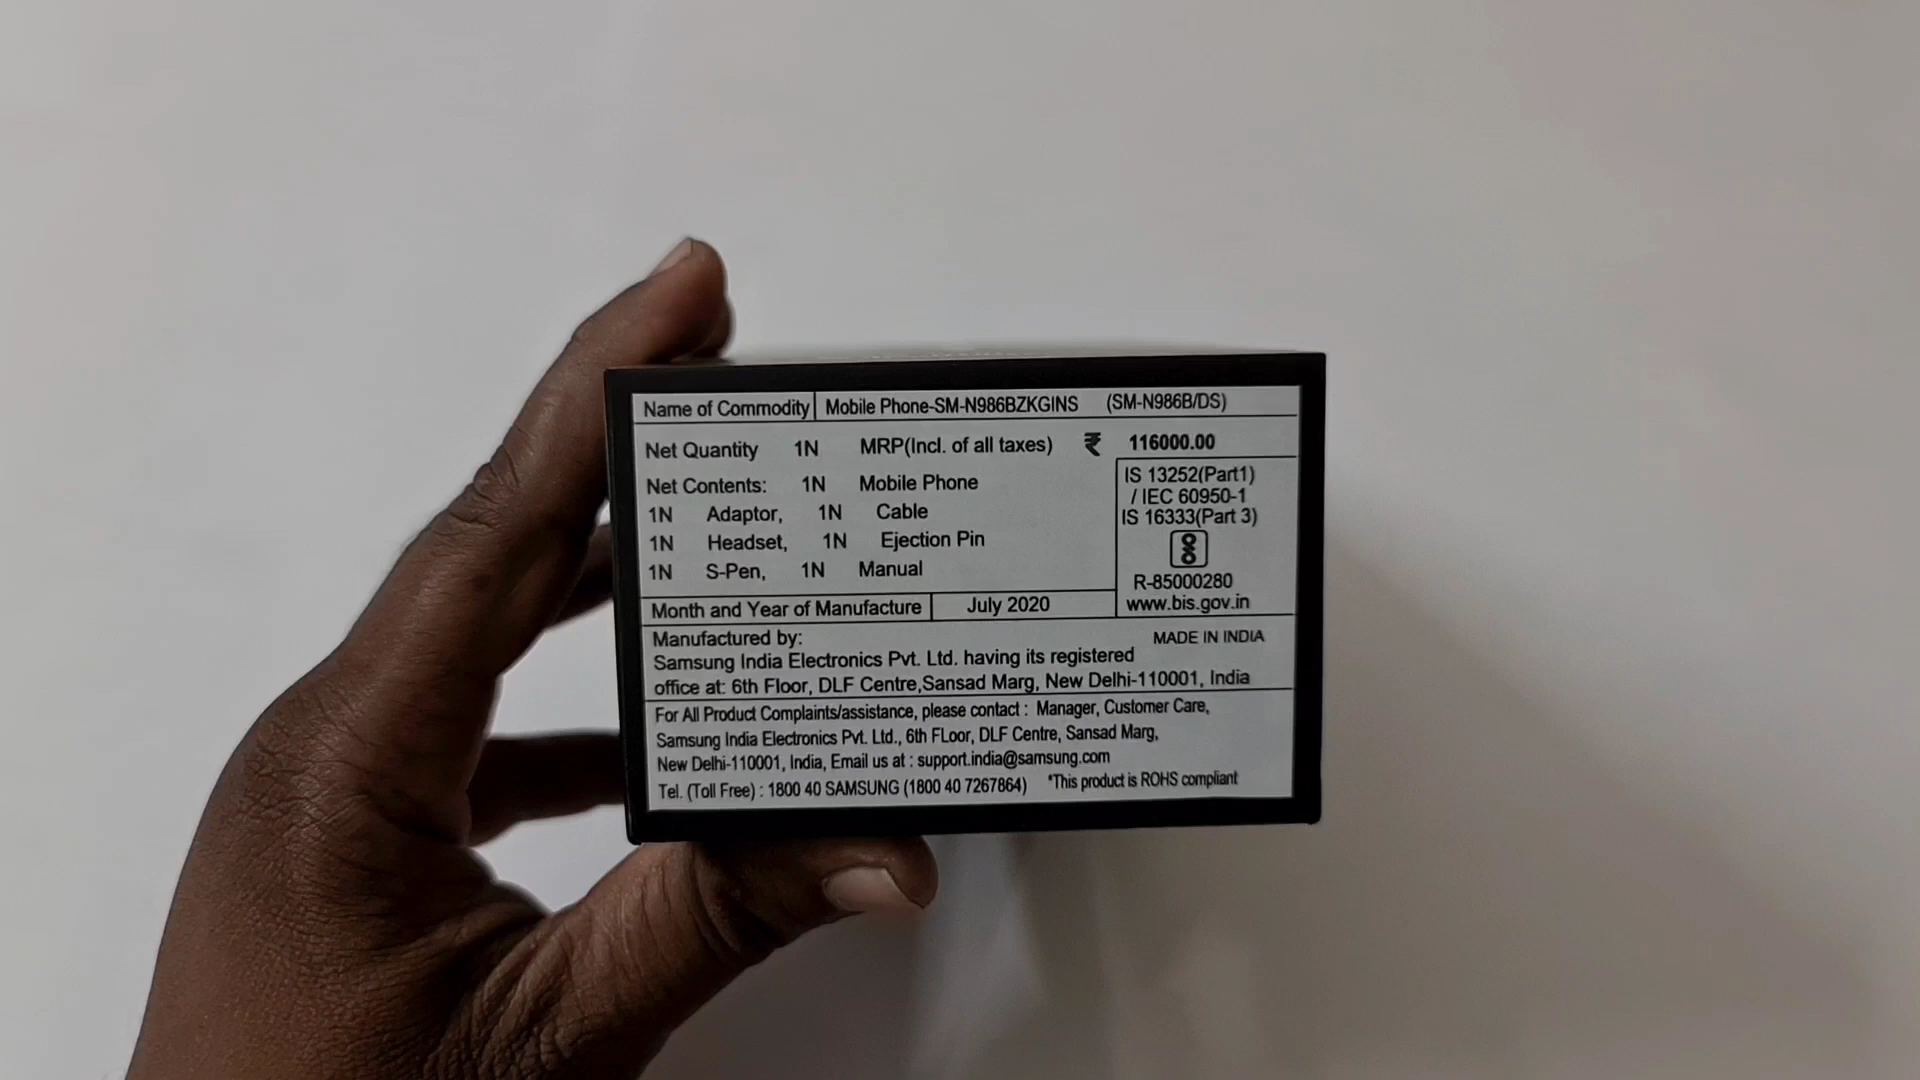 Name of Commodity Mobile Phone-SM-N986BZKGINS (SM-N986B/DS)
Net Quantity 1N MRP(Incl. of all taxes) ₹ 116000.00
Net Contents: 1N Mobile Phone
1N Adaptor, 1N Cable
1N Headset, 1N Ejection Pin
1N S-Pen, 1N Manual
IS 13252(Part1)
/ IEC 60950-1
IS 16333(Part 3)
R-85000280
www.bis.gov.in
Month and Year of Manufacture July 2020
Manufactured by: MADE IN INDIA
Samsung India Electronics Pvt. Ltd. having its registered
office at: 6th Floor, DLF Centre,Sansad Marg, New Delhi-110001, India
For All Product Complaints/assistance, please contact : Manager, Customer Care,
Samsung India Electronics Pvt. Ltd., 6th FLoor, DLF Centre, Sansad Marg,
New Delhi-110001, India, Email us at : support.india@samsung.com
Tel. (Toll Free) : 1800 40 SAMSUNG (1800 40 7267864) *This product is ROHS compliant